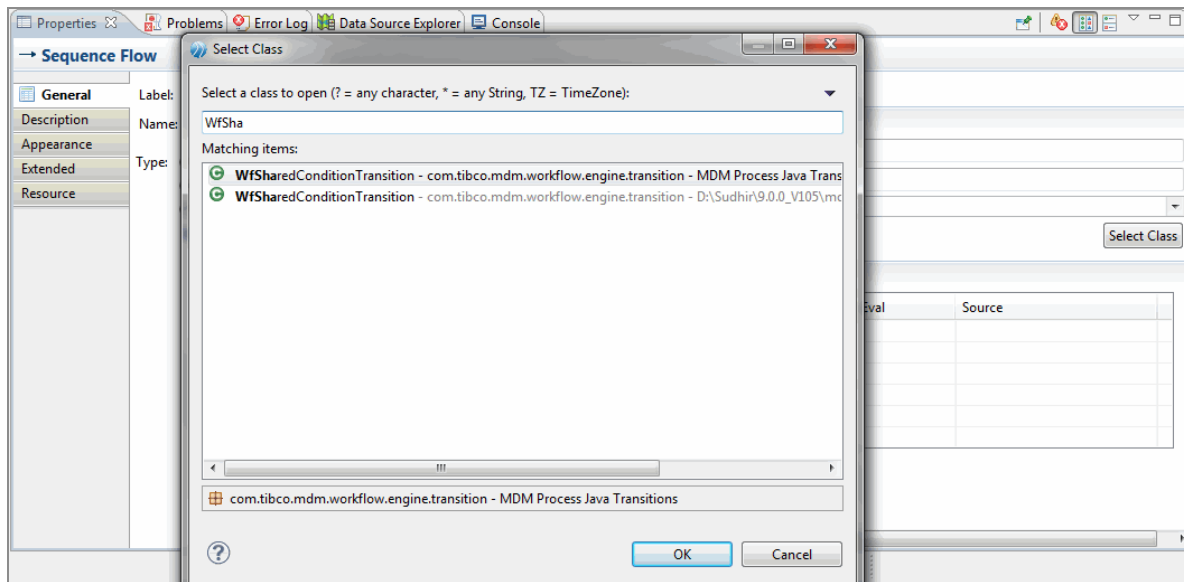 Properties Problems Error Log Data Source Explorer Console
Sequence Flow
Select Class
General
Description
Appearance
Extended
Resource
Label:
Name:
Type:
Select a class to open (? = any character, * = any String, TZ = TimeZone):
WfSha
Matching items:
WfSharedConditionTransition - com.tibco.mdm.workflow.engine.transition - MDM Process Java Trans
WfSharedConditionTransition - com.tibco.mdm.workflow.engine.transition - D:\Sudhir\9.0.0_V105\mc
com.tibco.mdm.workflow.engine.transition - MDM Process Java Transitions
OK Cancel
Select Class
Eval Source